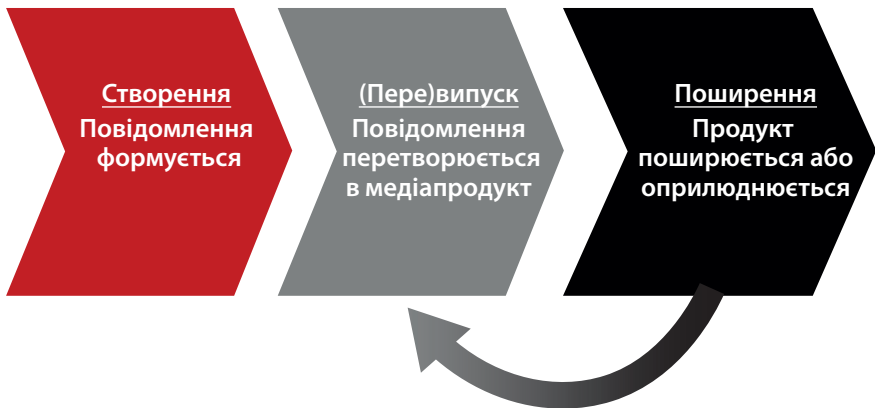 Створення
Повідомлення
формується
(Пере)випуск
Повідомлення
перетворюється
в медіапродукт
Поширення
Продукт
поширюється або
оприлюднюється